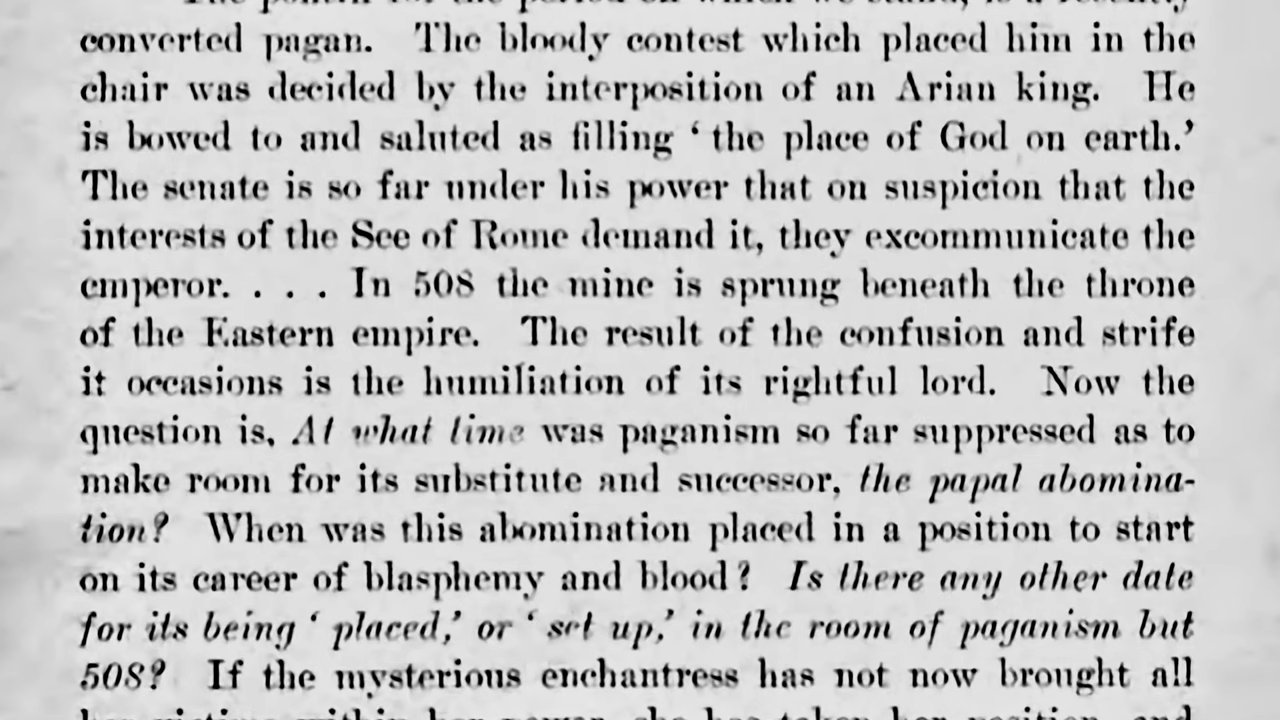 converted pagan. The bloody contest which placed him in the
chair was decided by the interposition of an Arian king. He
is bowed to and saluted as filling ‘ the place of God on earth.’
The senate is so far under his power that on suspicion that the
interests of the See of Rome demand it, they excommunicate the
emperor. . . . In 508 the mine is sprung beneath the throne
of the Eastern empire. The result of the confusion and strife
it occasions is the humiliation of its rightful lord. Now the
question is, At what time was paganism so far suppressed as to
make room for its substitute and successor, the papal abomina-
tion? When was this abomination placed in a position to start
on its career of blasphemy and blood? Is there any other date
for its being ‘ placed,’ or ‘ set up,’ in the room of paganism but
508? If the mysterious enchantress has not now brought all